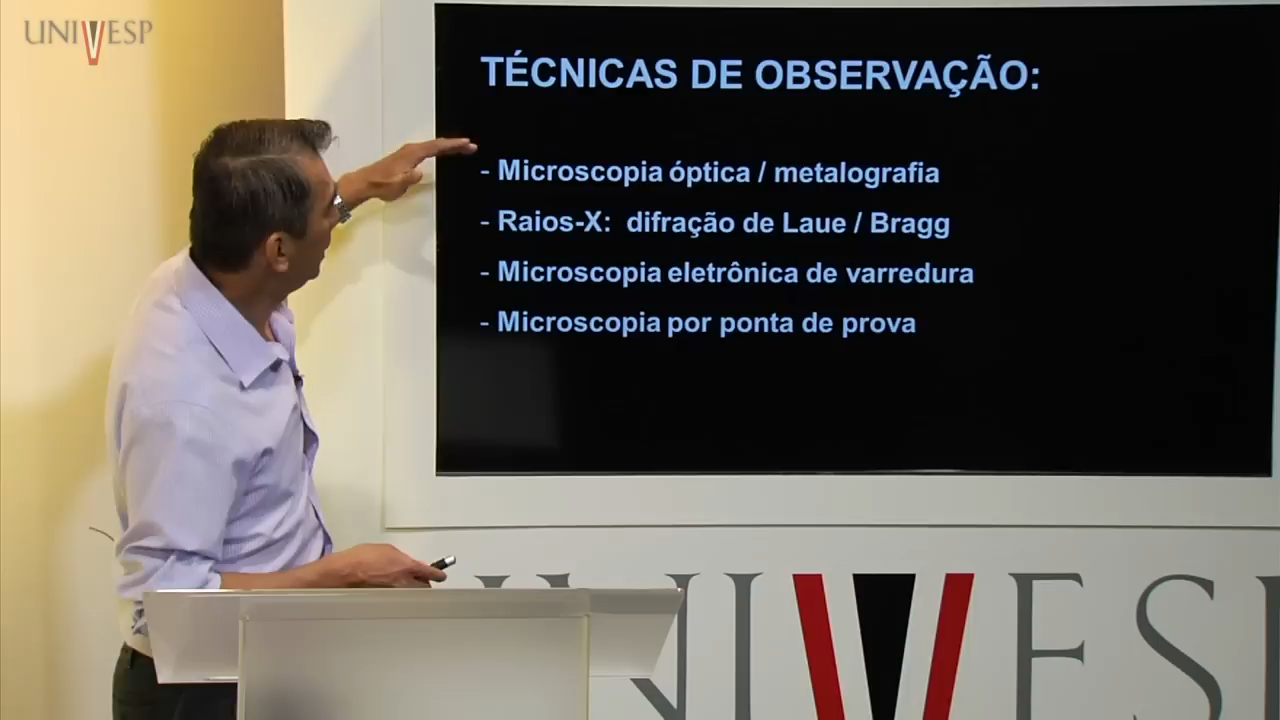 UNIVESP
TÉCNICAS DE OBSERVAÇÃO:
- Microscopia óptica / metalografia
- Raios-X:  difração de Laue / Bragg
- Microscopia eletrônica de varredura
- Microscopia por ponta de prova
UNIVESP